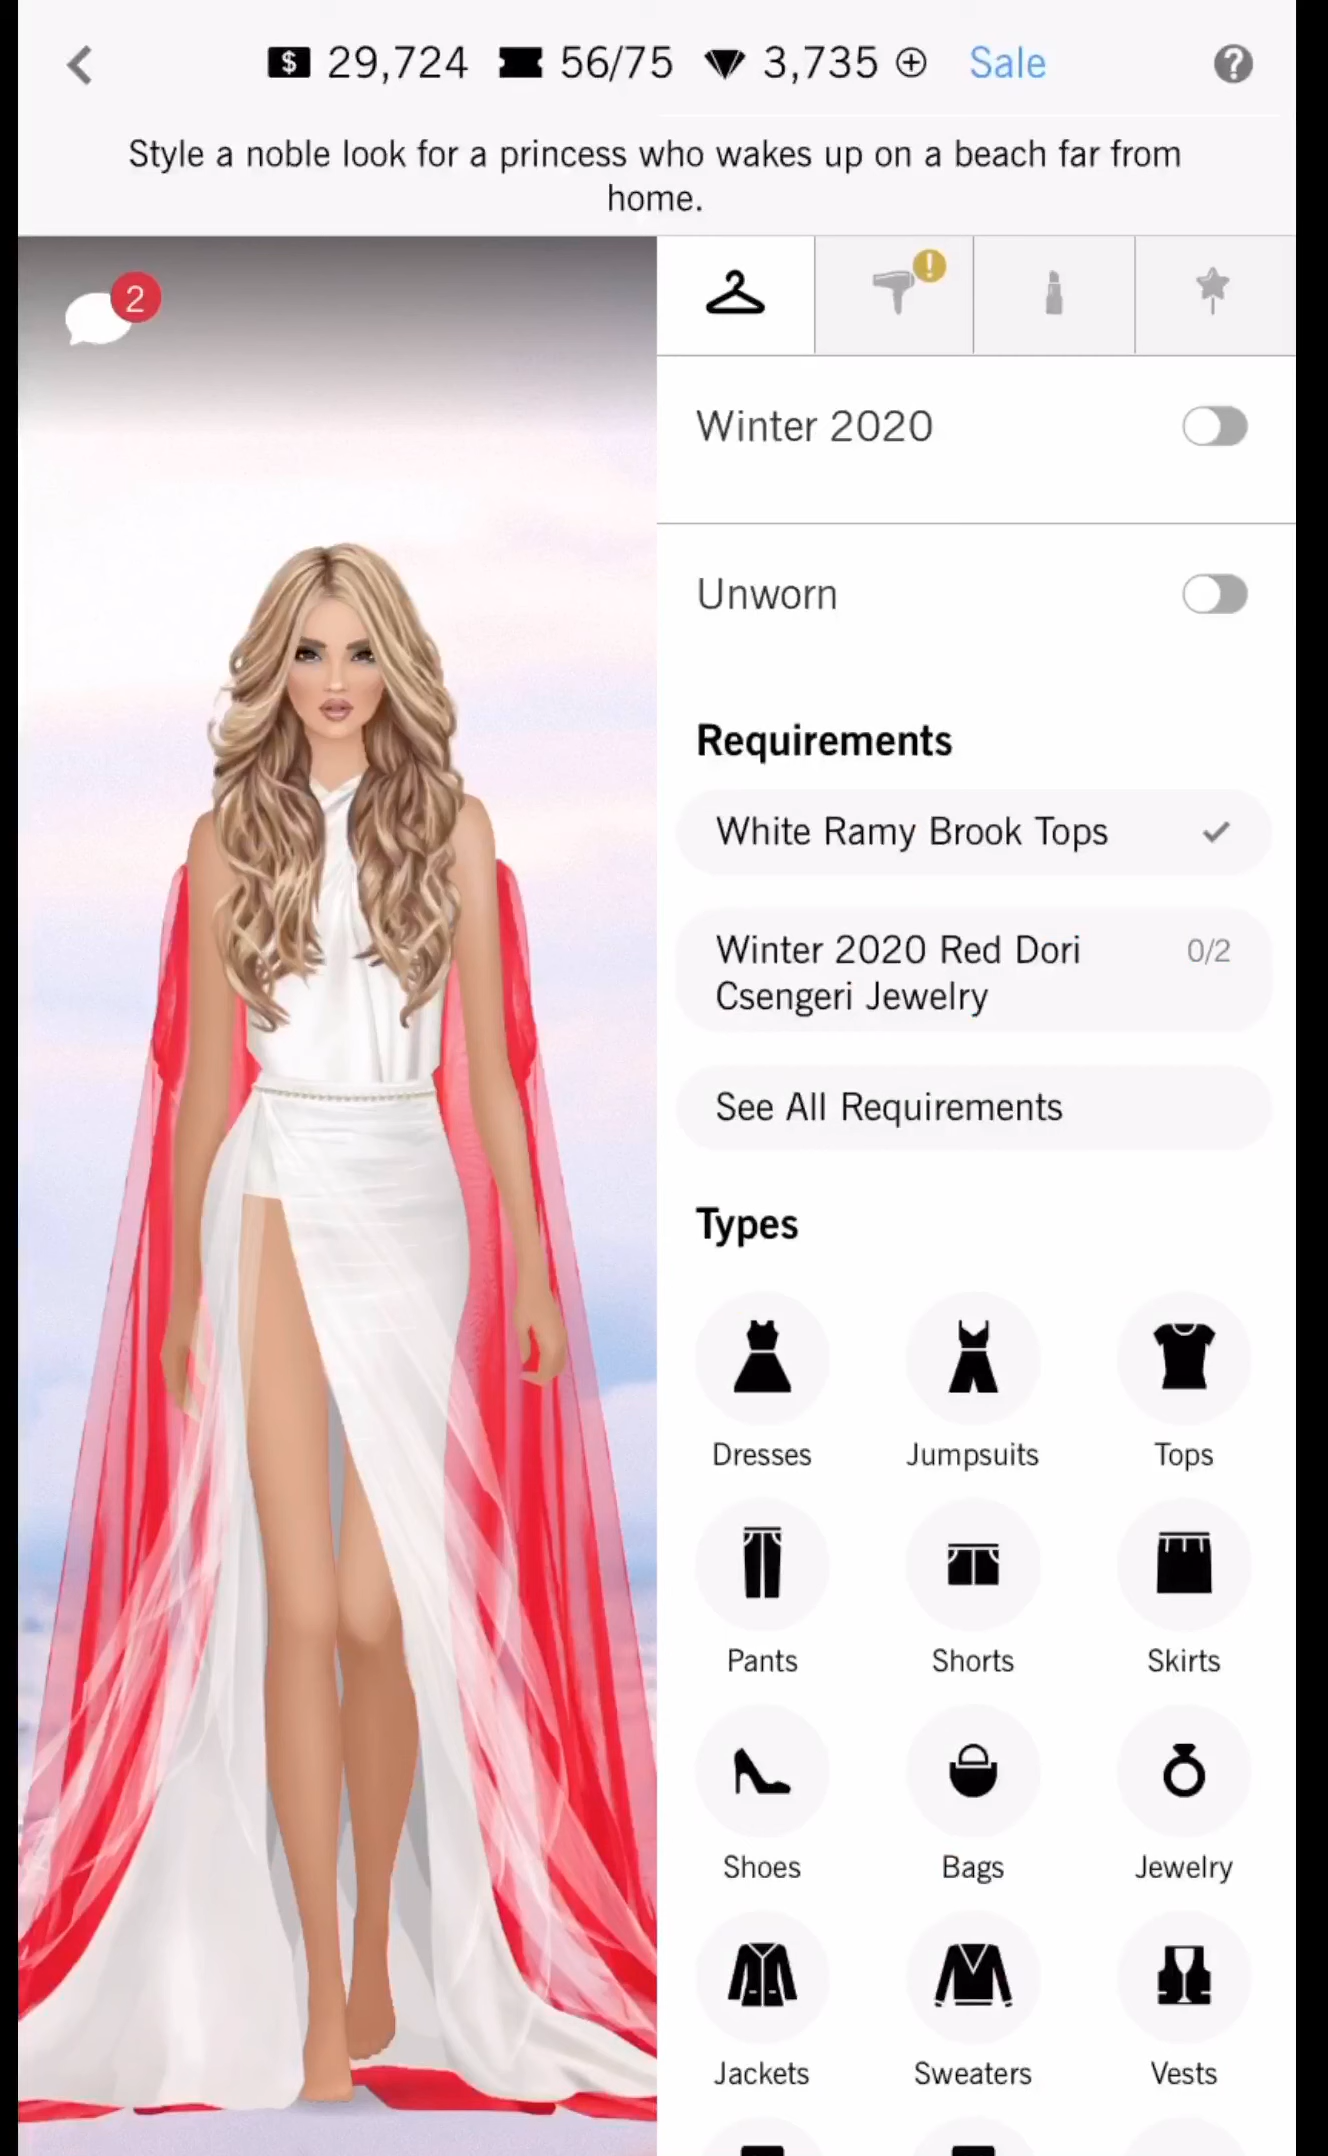 $ 29,724 56/75 3,735 Sale ?
Style a noble look for a princess who wakes up on a beach far from
home.
2
!
Winter 2020
Unworn
Requirements
White Ramy Brook Tops
Winter 2020 Red Dori 0/2
Csengeri Jewelry
See All Requirements
Types
Dresses Jumpsuits Tops
Pants Shorts Skirts
Shoes Bags Jewelry
Jackets Sweaters Vests